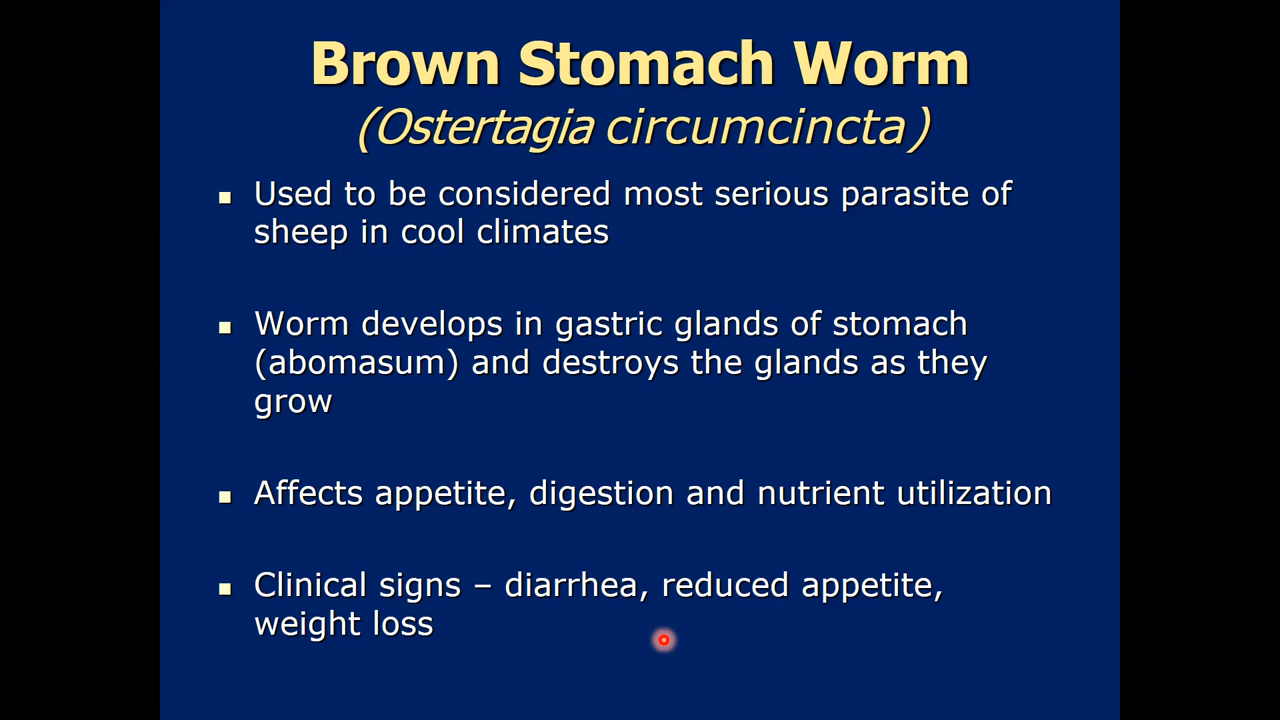 Brown Stomach Worm
(Ostertagia circumcincta)
▪ Used to be considered most serious parasite of
sheep in cool climates
▪ Worm develops in gastric glands of stomach
(abomasum) and destroys the glands as they
grow
▪ Affects appetite, digestion and nutrient utilization
▪ Clinical signs – diarrhea, reduced appetite,
weight loss